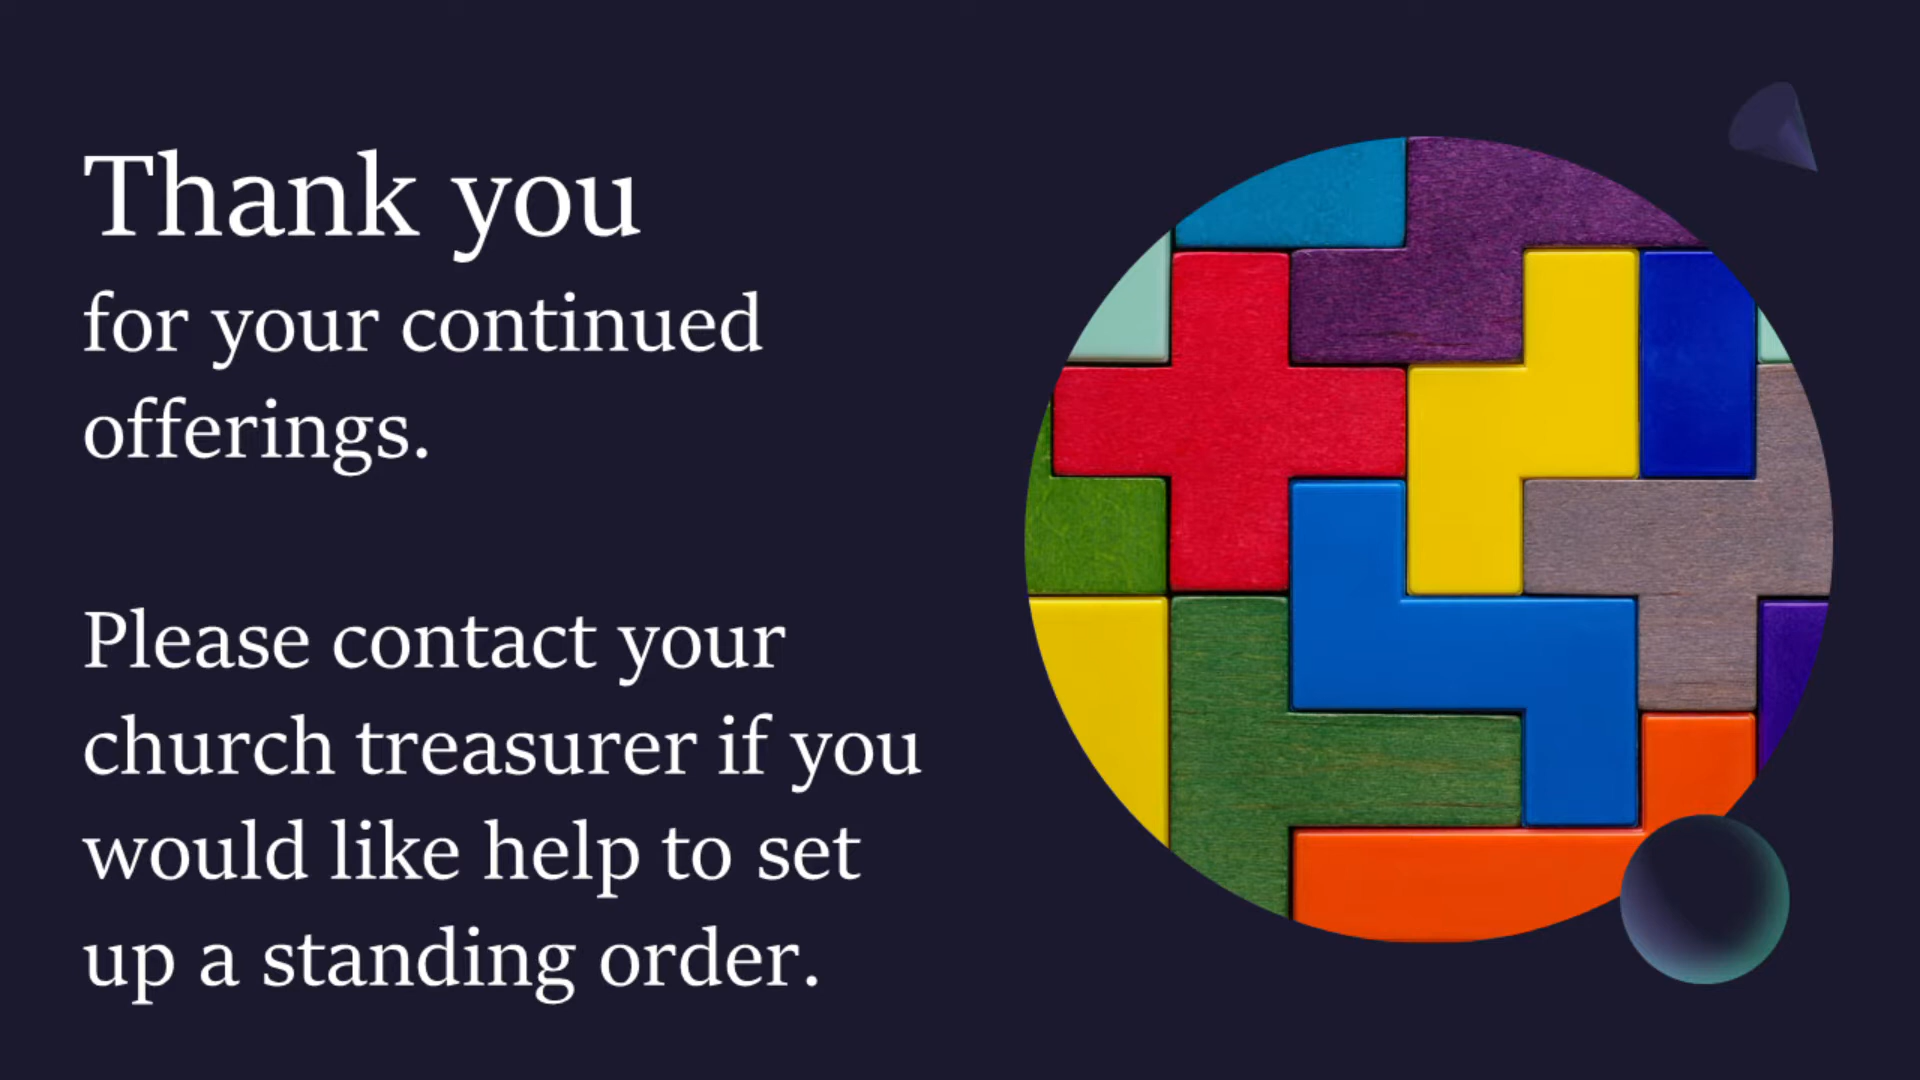 Thank you
for your continued
offerings.
Please contact your
church treasurer if you
would like help to set
up a standing order.